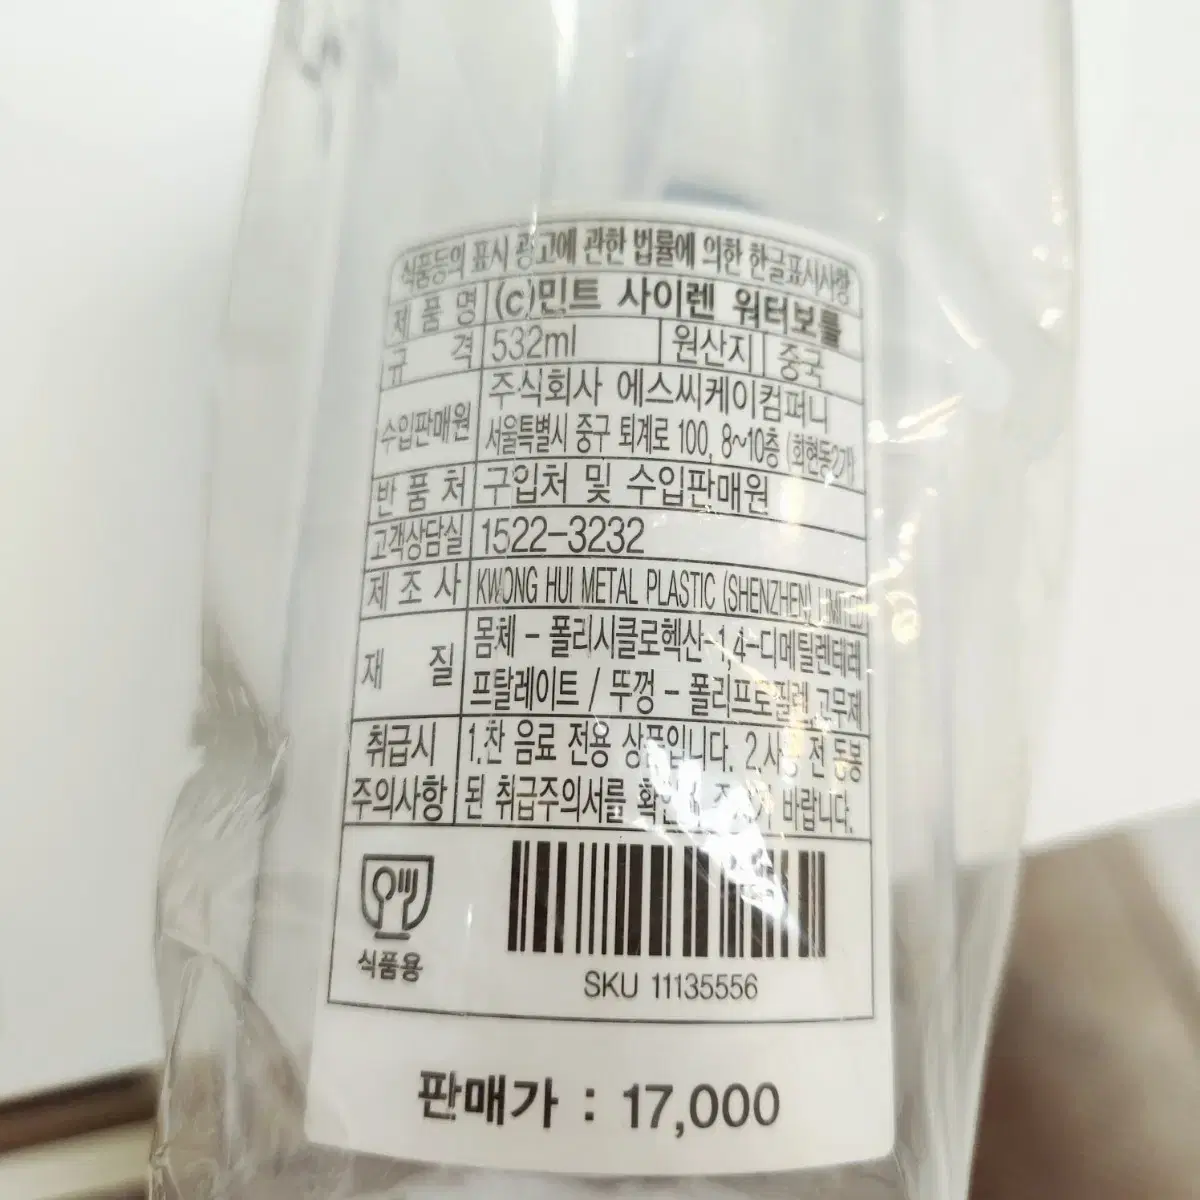 식품등의 표시 광고에 관한 법률에 의한 한글표시사항
제 품 명 (c)민트 사이렌 워터보틀
규 격 532ml 원산지 중국
수입판매원 주식회사 에스씨케이컴퍼니
서울특별시 중구 퇴계로 100, 8~10층 (회현동2가)
반 품 처 구입처 및 수입판매원
고객상담실 1522-3232
제 조 사 KWONG HUI METAL PLASTIC (SHENZHEN) LIMITED
재 질 몸체 - 폴리시클로헥산-1,4-디메틸렌테레
프탈레이트 / 뚜껑 - 폴리프로필렌,고무제
취급시 1.찬 음료 전용 상품입니다. 2.사용 전 동봉
주의사항 된 취급주의서를 바랍니다.
식품용
SKU 11135556
판매가 : 17,000